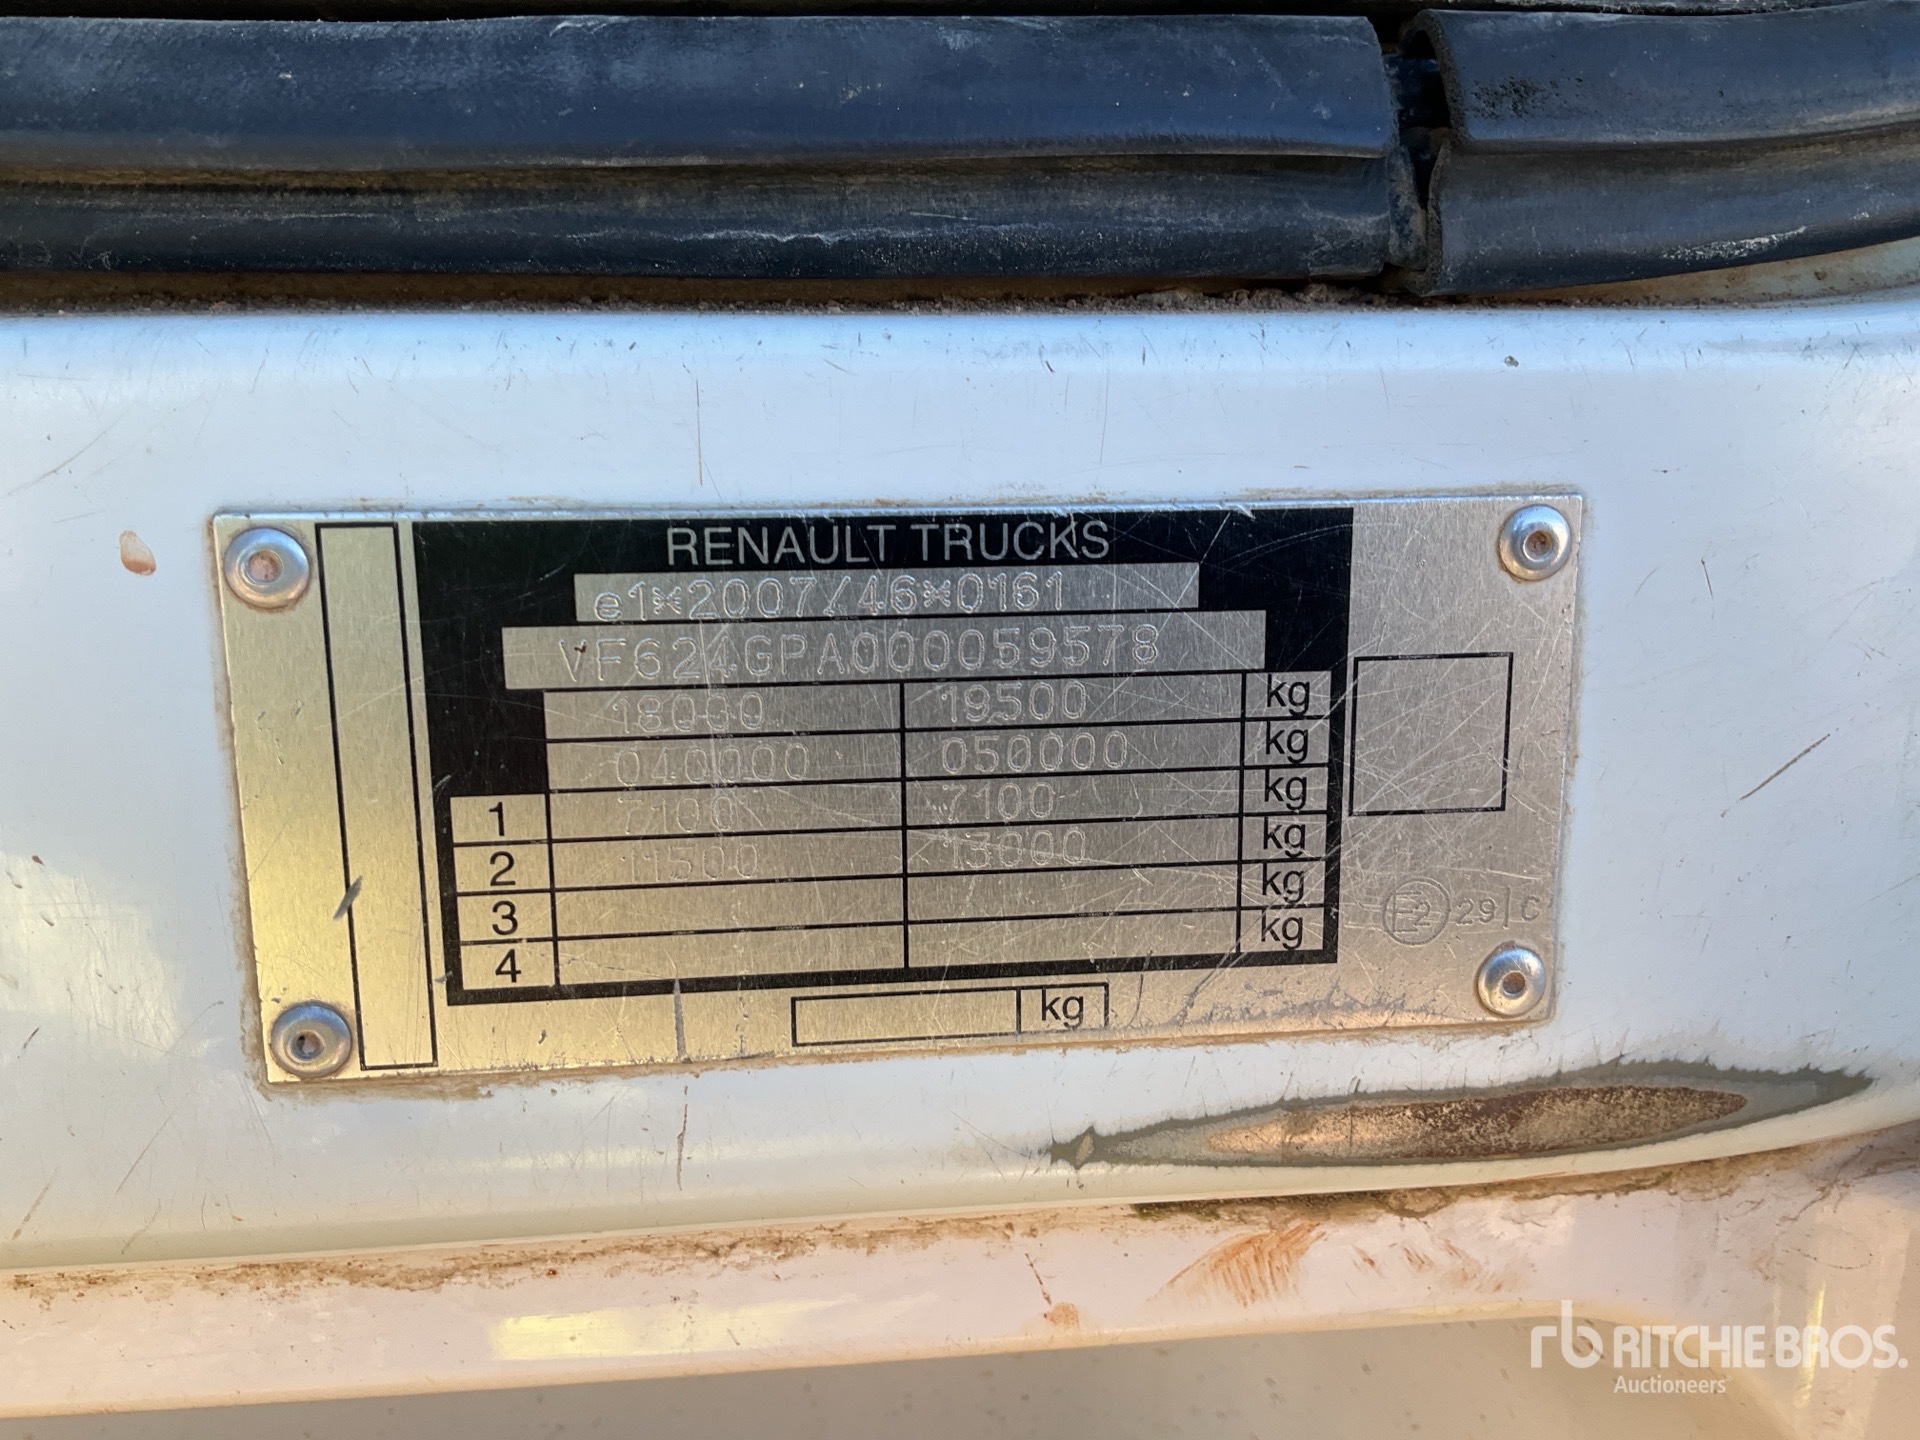 RENAULT TRUCKS
e1*2007/46*0161
VF624GPA000059578
18000 19500 kg
040000 050000 kg
1 7100 7100 kg
2 11500 13000 kg
3 kg
4 kg
kg
E2 29/C
rb RITCHIE BROS.
Auctioneers